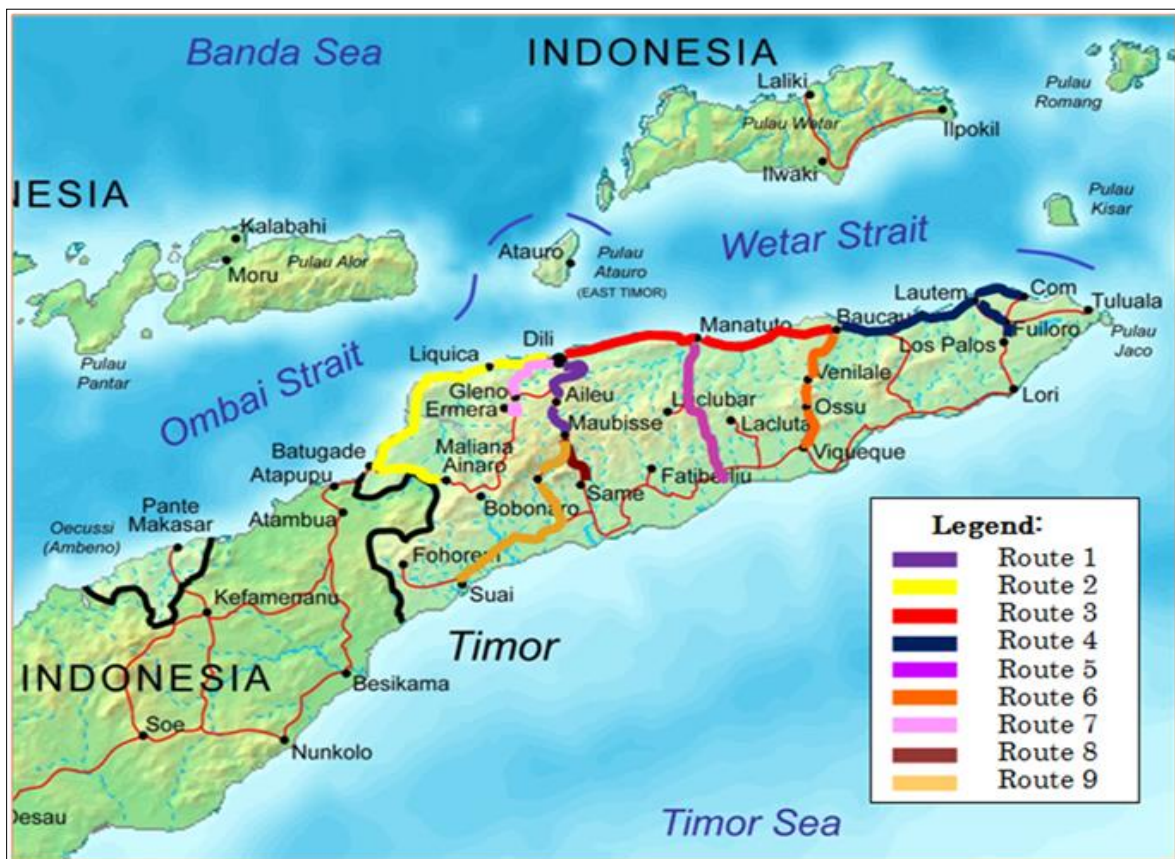 Banda Sea
INDONESIA
Laliki
Pulau
Romang
Pulau Wetar
Ilpokil
Ilwaki
NESIA
Pulau
Kisar
Kalabahi
Wetar Strait
Atauro
Pulau
Atauro
(EAST TIMOR)
Moru
Pulau Alor
Com
Lautem
Tuluala
Manatuto
Baucau
Fuiloro
Dili
Pulau
Jaco
Liquica
Los Palos
Pulau
Pantar
Ombai Strait
Gleno
Venilale
Aileu
Lori
Ermera
Laclubar
Ossu
Maubisse
Lacluta
Maliana
Batugade
Ainaro
Viqueque
Atapupu
Fatiberliu
Same
Pante
Makasar
Bobonaro
Oecussi
(Ambeno)
Atambua
Fohorem
Suai
Kefamenanu
Timor
INDONESIA
Besikama
Soe
Nunkolo
Desau
Timor Sea
Legend:
Route 1
Route 2
Route 3
Route 4
Route 5
Route 6
Route 7
Route 8
Route 9